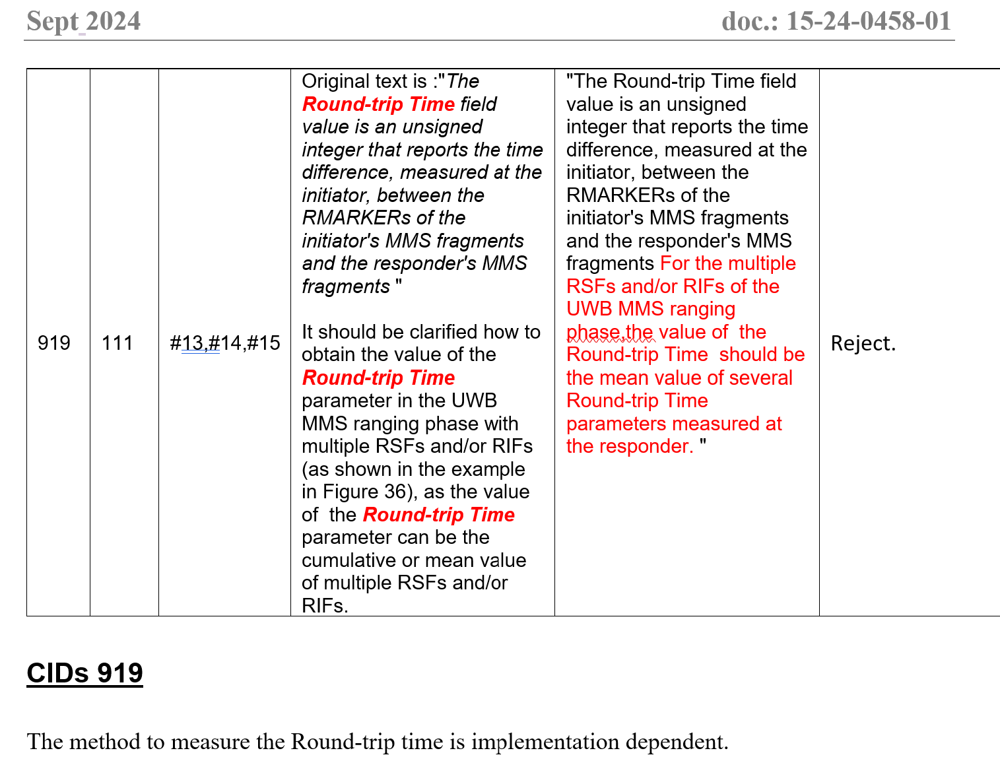 Sept 2024
doc.: 15-24-0458-01
919
111
#13,#14,#15
Original text is :"The
Round-trip Time field
value is an unsigned
integer that reports the time
difference, measured at the
initiator, between the
RMARKERs of the
initiator's MMS fragments
and the responder's MMS
fragments "
It should be clarified how to
obtain the value of the
Round-trip Time
parameter in the UWB
MMS ranging phase with
multiple RSFs and/or RIFs
(as shown in the example
in Figure 36), as the value
of  the Round-trip Time
parameter can be the
cumulative or mean value
of multiple RSFs and/or
RIFs.
"The Round-trip Time field
value is an unsigned
integer that reports the time
difference, measured at the
initiator, between the
RMARKERs of the
initiator's MMS fragments
and the responder's MMS
fragments For the multiple
RSFs and/or RIFs of the
UWB MMS ranging
phase,the value of  the
Round-trip Time  should be
the mean value of several
Round-trip Time
parameters measured at
the responder. "
Reject.
CIDs 919
The method to measure the Round-trip time is implementation dependent.